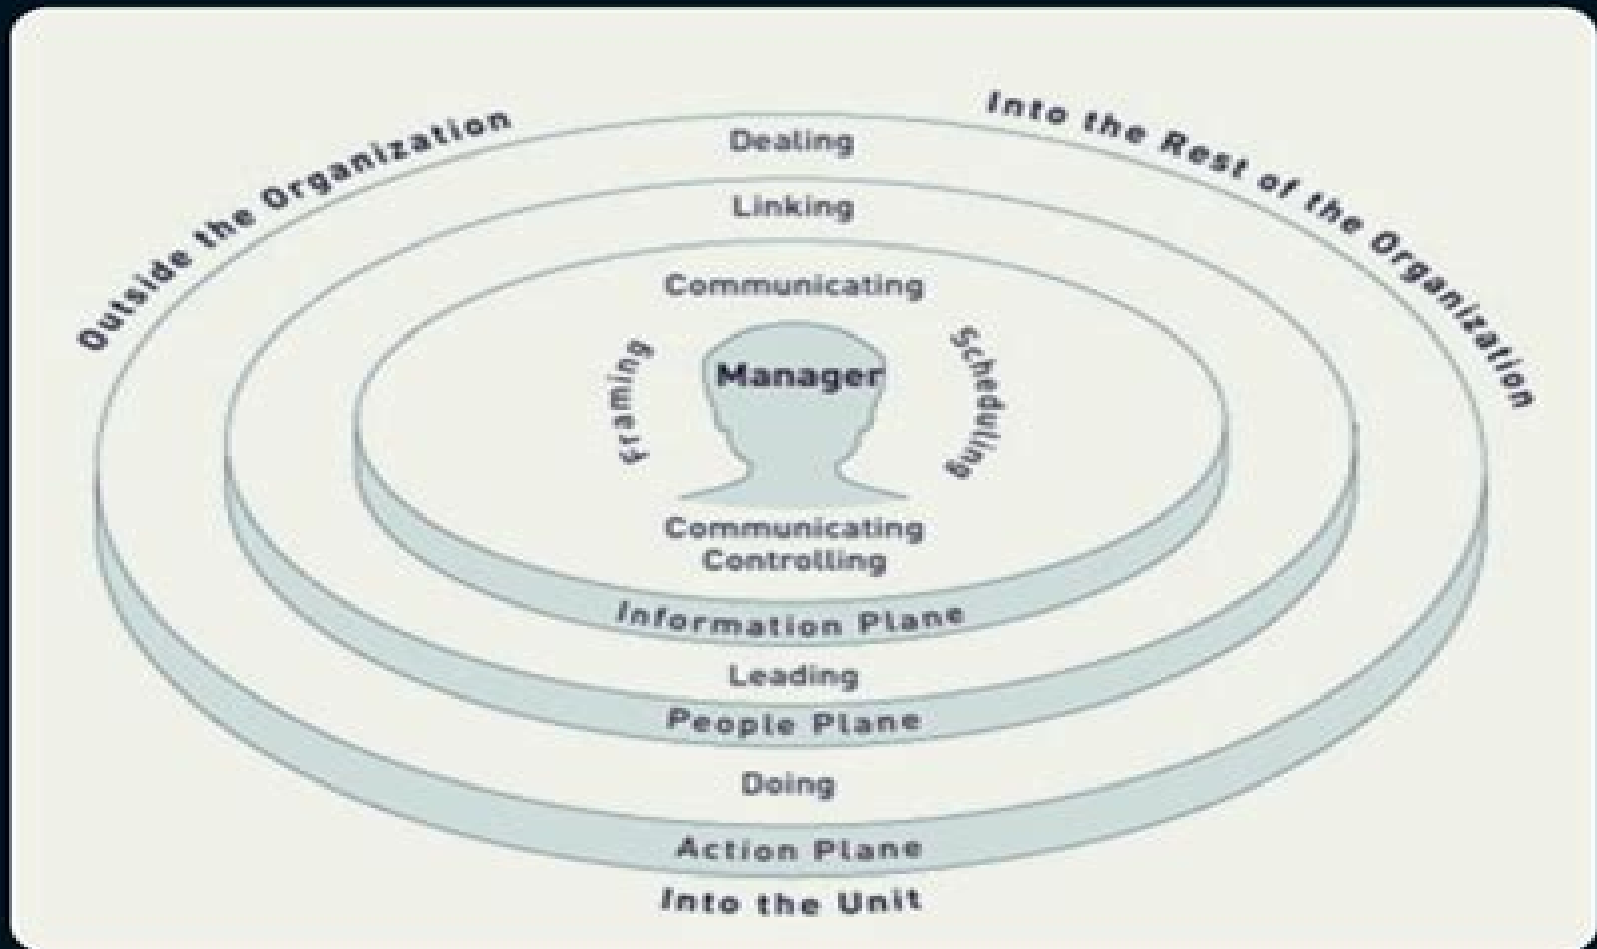 Outside the Organization
Into the Rest of the Organization
Dealing
Linking
Communicating
Framing
Manager
Scheduling
Communicating
Controlling
Information Plane
Leading
People Plane
Doing
Action Plane
Into the Unit